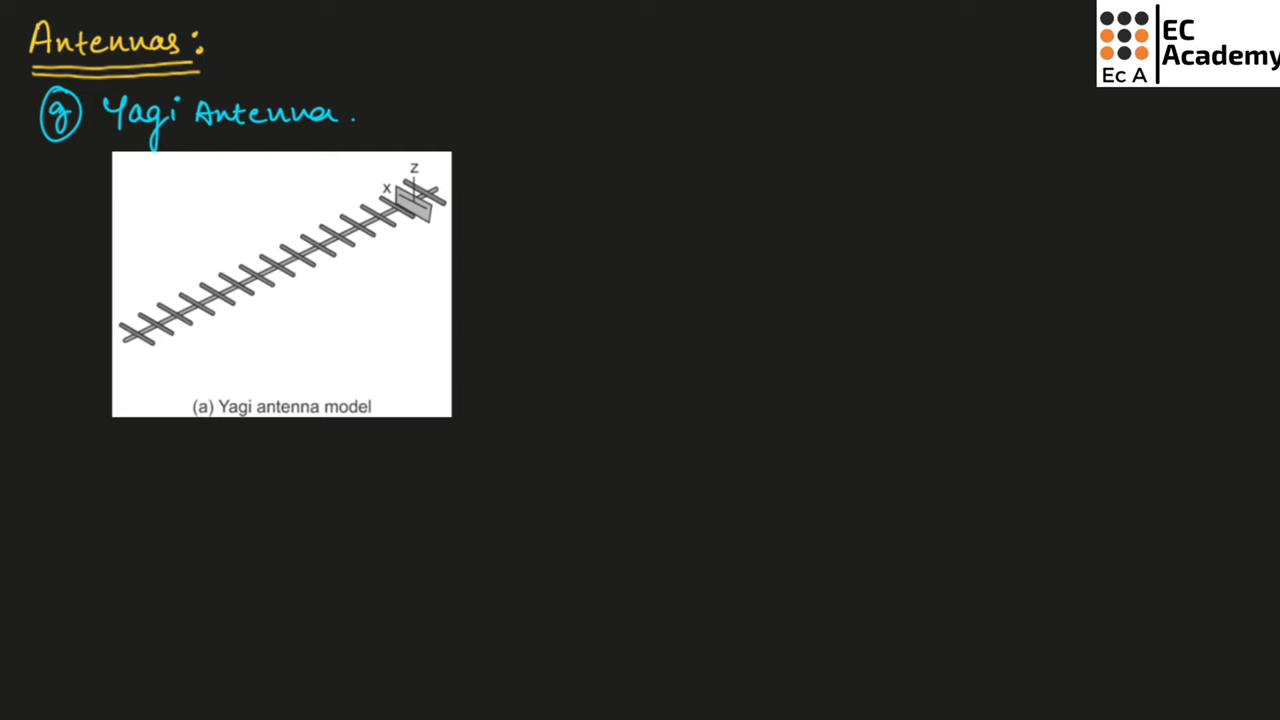 Antennas:
EC
Academy
Ec A
g Yagi Antenna.
z
x
(a) Yagi antenna model